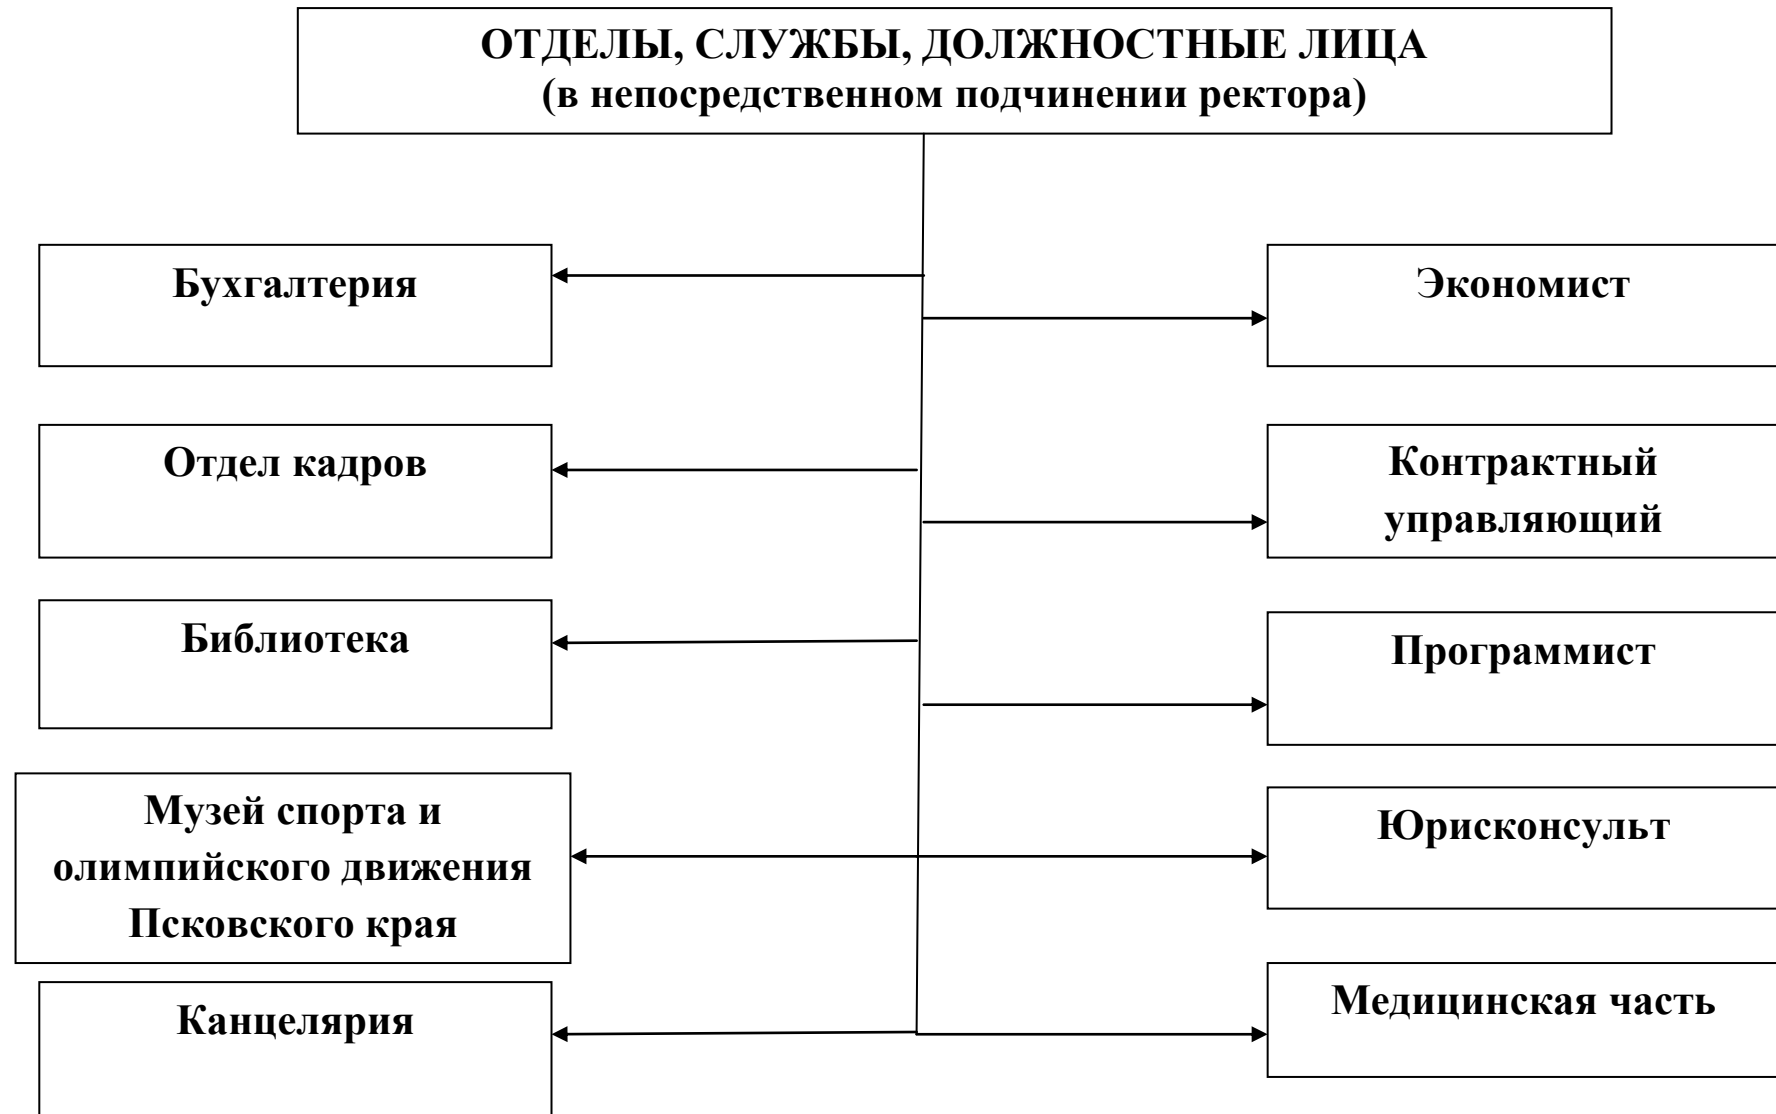 ОТДЕЛЫ, СЛУЖБЫ, ДОЛЖНОСТНЫЕ ЛИЦА
(в непосредственном подчинении ректора)
Бухгалтерия
Экономист
Отдел кадров
Контрактный
управляющий
Библиотека
Программист
Музей спорта и
олимпийского движения
Псковского края
Юрисконсульт
Канцелярия
Медицинская часть